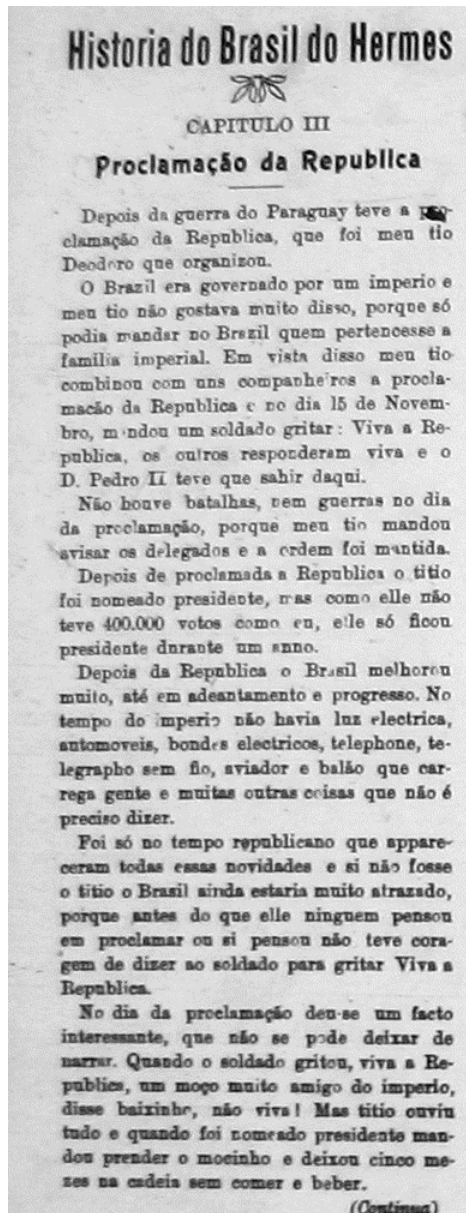 Historia do Brasil do Hermes
CAPITULO III
Proclamação da Republica
Depois da guerra do Paraguay teve a pro-
clamação da Republica, que foi meu tio
Deodoro que organizou.
O Brazil era governado por um imperio e
meu tio não gostava muito disso, porque só
podia mandar no Brazil quem pertencesse a
familia imperial. Em vista disso meu tio
combinou com uns companheiros a procla-
macão da Republica e no dia 15 de Novem-
bro, mandou um soldado gritar: Viva a Re-
publica, os outros responderam viva e o
D. Pedro II teve que sahir daqui.
Não houve batalhas, nem guerras no dia
da proclamação, porque meu tio mandou
avisar os delegados e a ordem foi mantida.
Depois de proclamada a Republica o titio
foi nomeado presidente, mas como elle não
teve 400.000 votos como eu, elle só ficou
presidente durante um anno.
Depois da Republica o Brasil melhorou
muito, até em adeantamento e progresso. No
tempo do imperio não havia luz electrica,
automoveis, bondes electricos, telephone, te-
legrapho sem fio, aviador e balão que car-
rega gente e muitas outras coisas que não é
preciso dizer.
Foi só no tempo republicano que appare-
ceram todas essas novidades e si não fosse
o titio o Brasil ainda estaria muito atrazado,
porque antes do que elle ninguem pensou
em proclamar ou si pensou não teve cora-
gem de dizer ao soldado para gritar Viva a
Republica.
No dia da proclamação deu-se um facto
interessante, que não se pode deixar de
narrar. Quando o soldado gritou, viva a Re-
publica, um moço muito amigo do imperio,
disse baixinho, não viva! Mas titio ouviu
tudo e quando foi nomeado presidente man-
dou prender o mocinho e deixou cinco me-
zes na cadeia sem comer e beber.
(Continua)